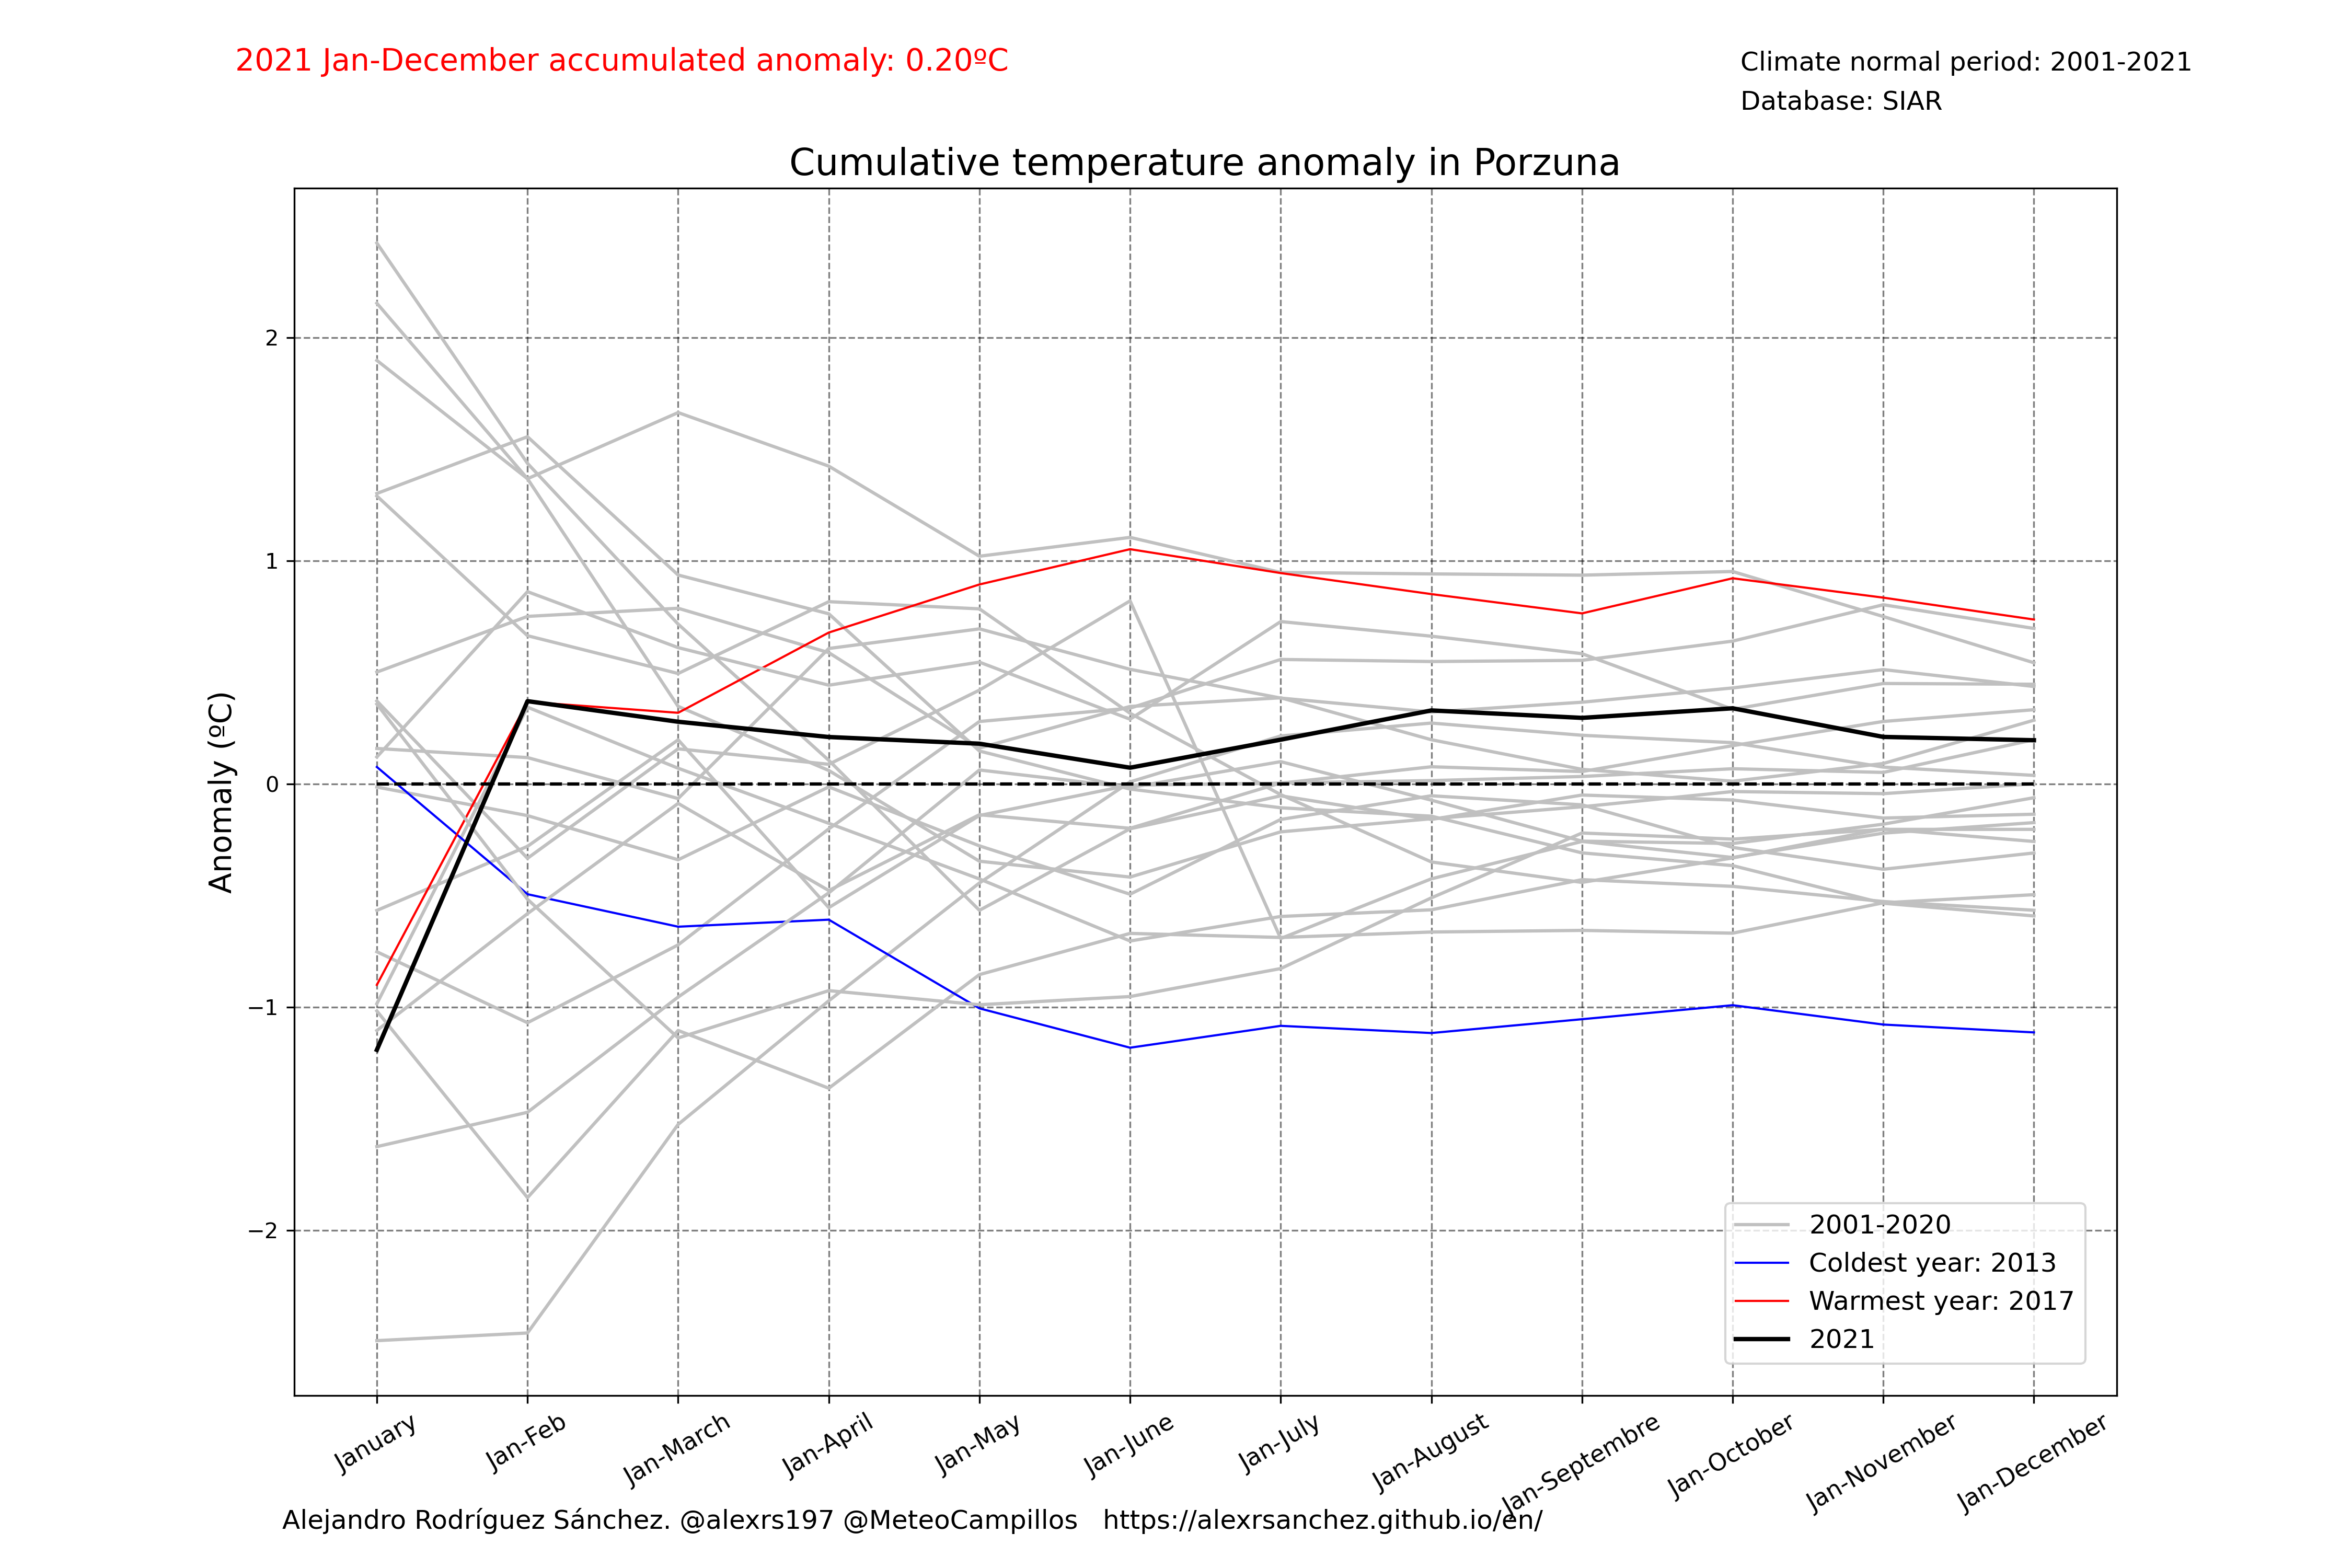 2021 Jan-December accumulated anomaly: 0.20ºC
Climate normal period: 2001-2021
Database: SIAR
Cumulative temperature anomaly in Porzuna
Anomaly (ºC)
2
1
0
−1
−2
2001-2020
Coldest year: 2013
Warmest year: 2017
2021
January
Jan-Feb
Jan-March
Jan-April
Jan-May
Jan-June
Jan-July
Jan-August
Jan-Septembre
Jan-October
Jan-November
Jan-December
Alejandro Rodríguez Sánchez. @alexrs197 @MeteoCampillos   https://alexrsanchez.github.io/en/